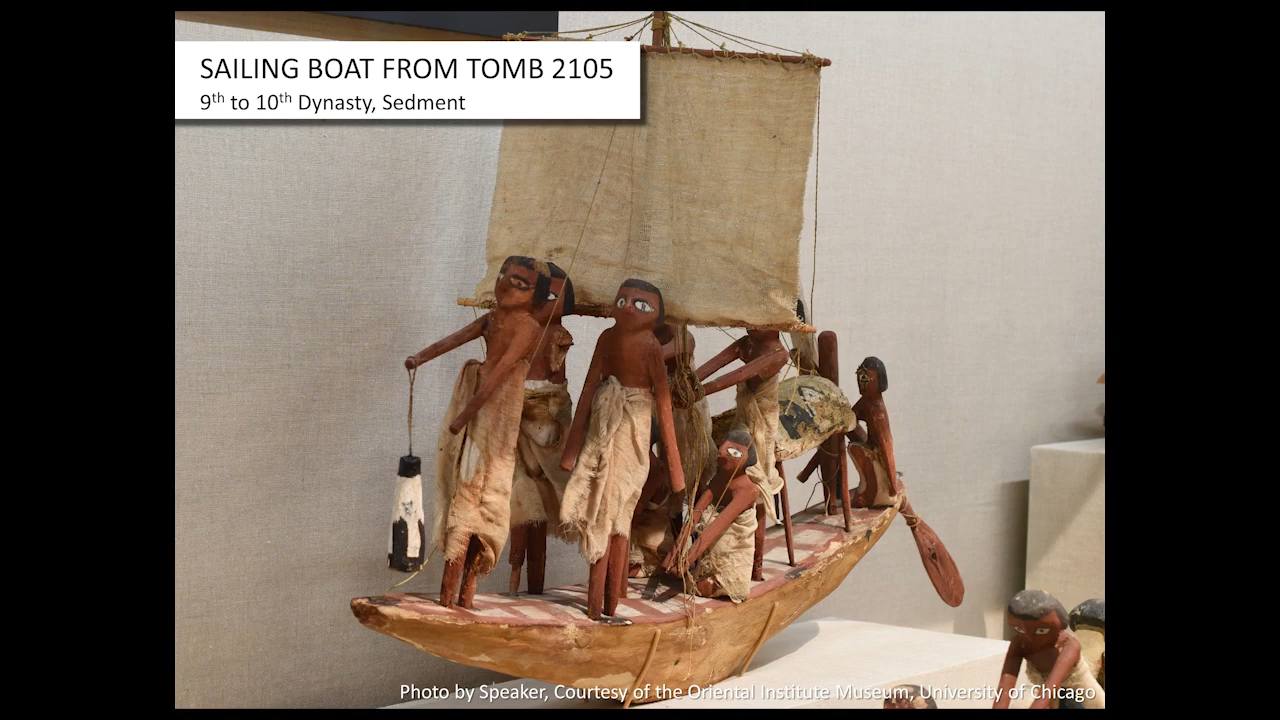 SAILING BOAT FROM TOMB 2105
9th to 10th Dynasty, Sedment
Photo by Speaker, Courtesy of the Oriental Institute Museum, University of Chicago